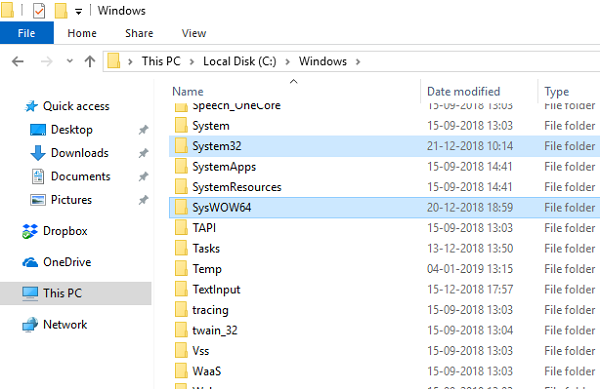 Windows
File Home Share View
This PC Local Disk (C:) Windows
Name Date modified Type
Speech_OneCore 15-09-2018 13:03 File folder
System 15-09-2018 13:03 File folder
System32 21-12-2018 10:14 File folder
SystemApps 15-09-2018 14:41 File folder
SystemResources 15-09-2018 14:41 File folder
SysWOW64 20-12-2018 18:59 File folder
TAPI 15-09-2018 13:03 File folder
Tasks 13-12-2018 13:50 File folder
Temp 04-01-2019 13:15 File folder
TextInput 15-12-2018 17:57 File folder
tracing 15-09-2018 13:03 File folder
twain_32 15-09-2018 13:04 File folder
Vss 15-09-2018 13:03 File folder
WaaS 15-09-2018 13:03 File folder
Quick access
Desktop
Downloads
Documents
Pictures
Dropbox
OneDrive
This PC
Network